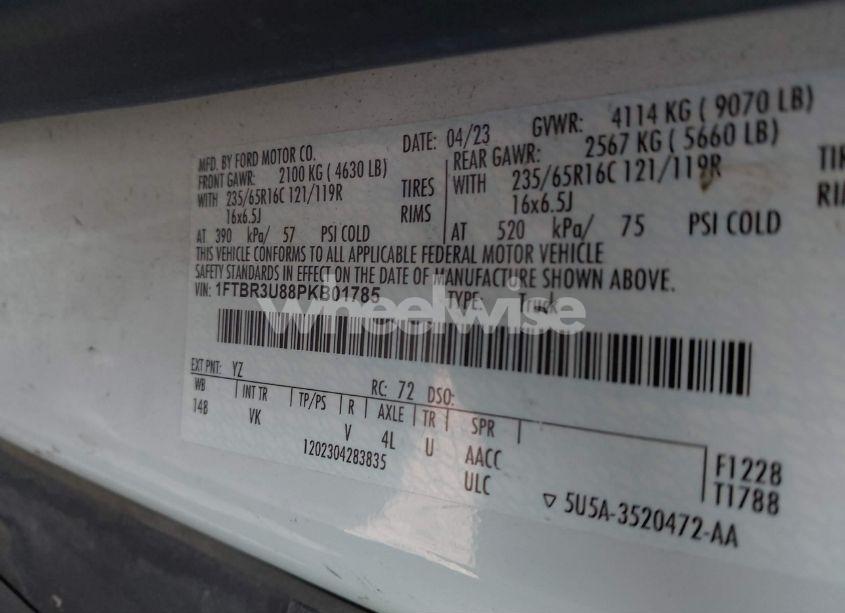 MFD. BY FORD MOTOR CO.
DATE: 04/23
GVWR: 4114 KG ( 9070 LB)
FRONT GAWR: 2100 KG ( 4630 LB)
REAR GAWR: 2567 KG ( 5660 LB)
WITH 235/65R16C 121/119R TIRES
WITH 235/65R16C 121/119R TIR
16x6.5J RIMS
16x6.5J RIM
AT 390 kPa/ 57 PSI COLD
AT 520 kPa/ 75 PSI COLD
THIS VEHICLE CONFORMS TO ALL APPLICABLE FEDERAL MOTOR VEHICLE
SAFETY STANDARDS IN EFFECT ON THE DATE OF MANUFACTURE SHOWN ABOVE.
VIN: 1FTBR3U88PKB01785
TYPE: Truck
wheelwise
EXT PNT: YZ
RC: 72 DSO:
WB INT TR TP/PS R AXLE TR SPR
148 VK V 4L U AACC
ULC
1202304283835
F1228
T1788
▽ 5U5A-3520472-AA